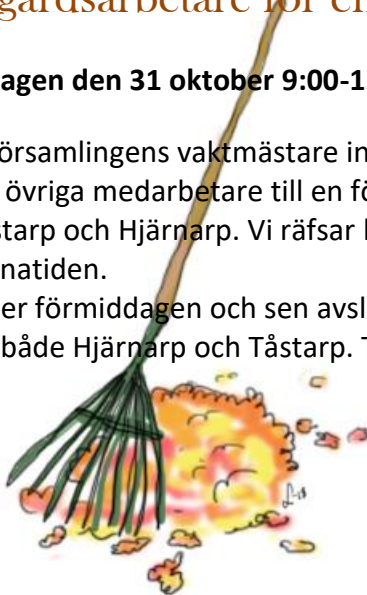 gårdsarbetare för en
agen den 31 oktober 9:00-1
örsamlingens vaktmästare in
övriga medarbetare till en fö
starp och Hjärnarp. Vi räfsar l
natiden.
er förmiddagen och sen avsl
både Hjärnarp och Tåstarp. T